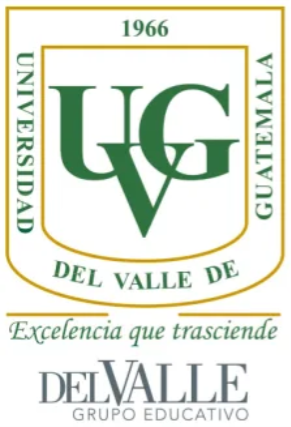 1966
UNIVERSIDAD
DEL VALLE DE
GUATEMALA
UVG
Excelencia que trasciende
DELVALLE
GRUPO EDUCATIVO